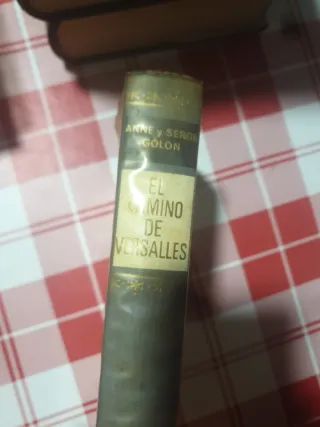 ANNE y SERGE
GOLON
EL
CAMINO
DE
VERSALLES